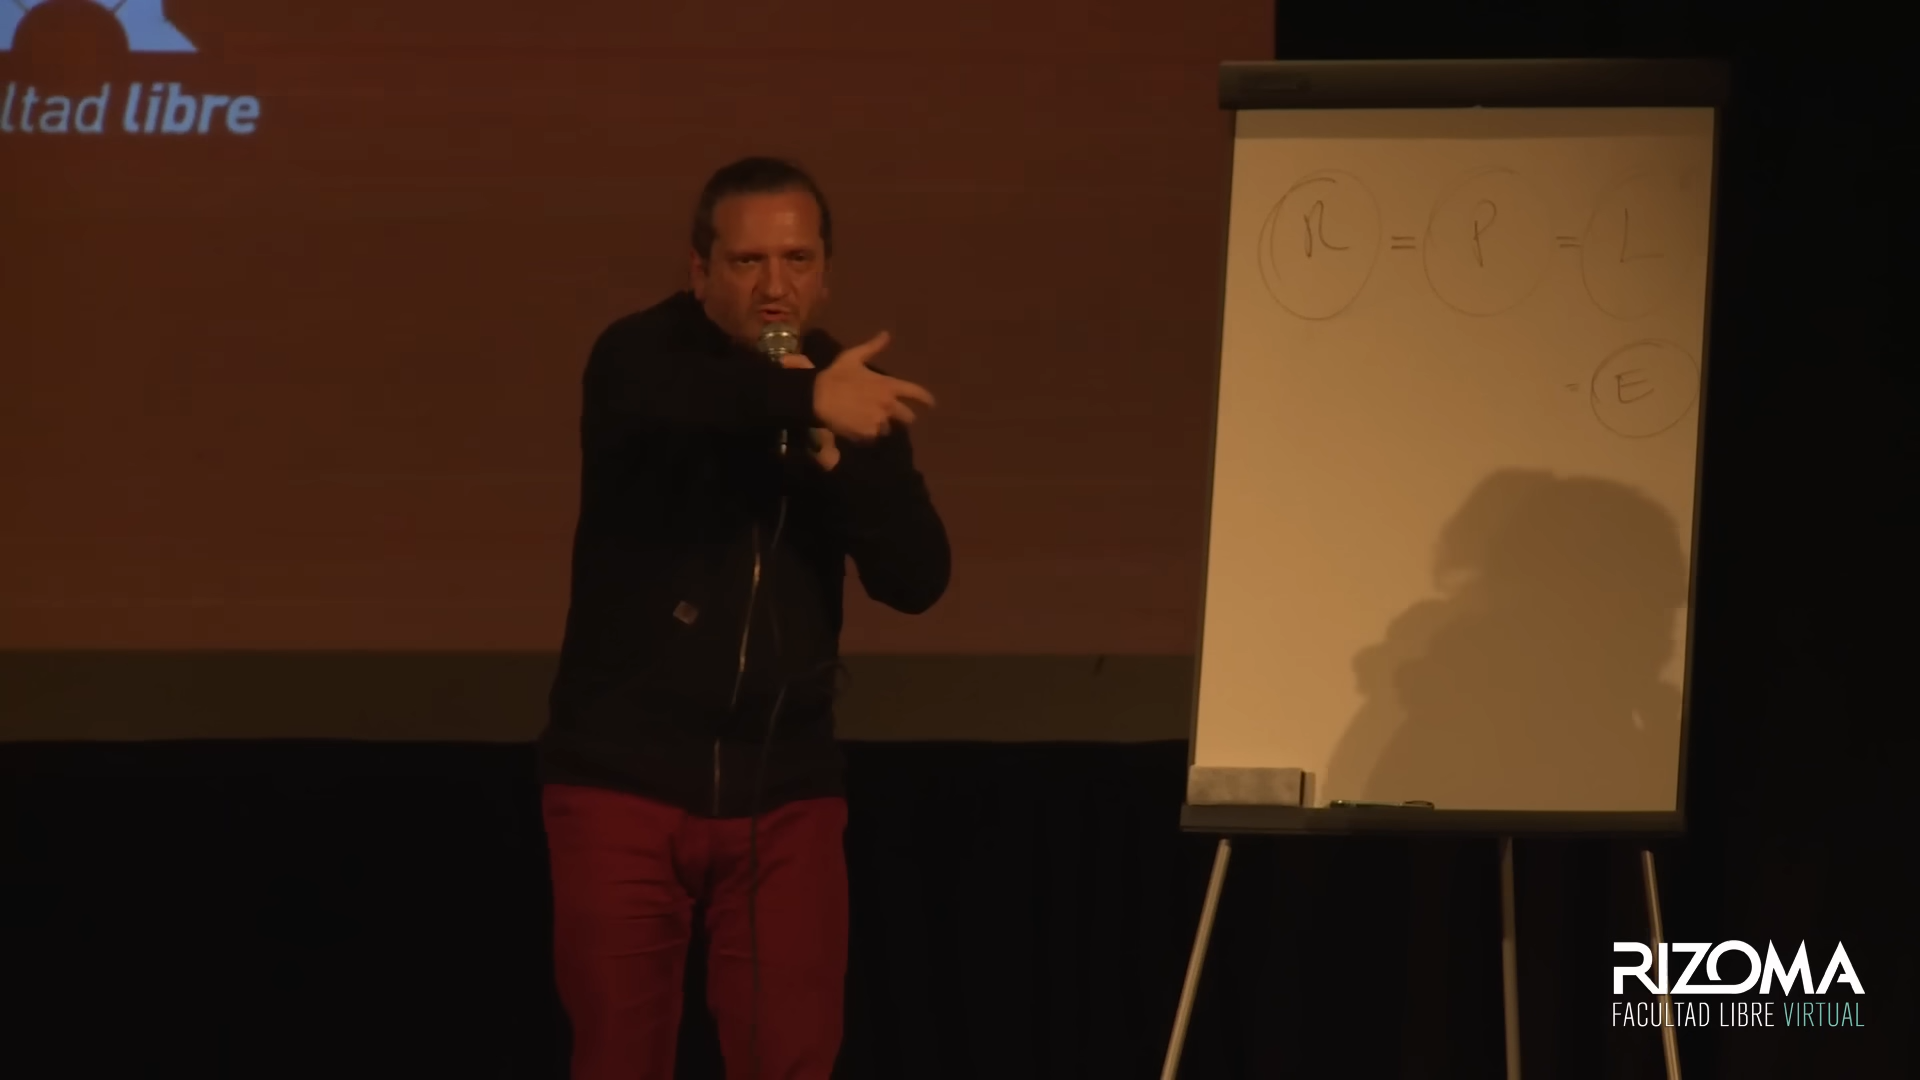 ltad libre
R = P = L
= E
RIZOMA
FACULTAD LIBRE VIRTUAL